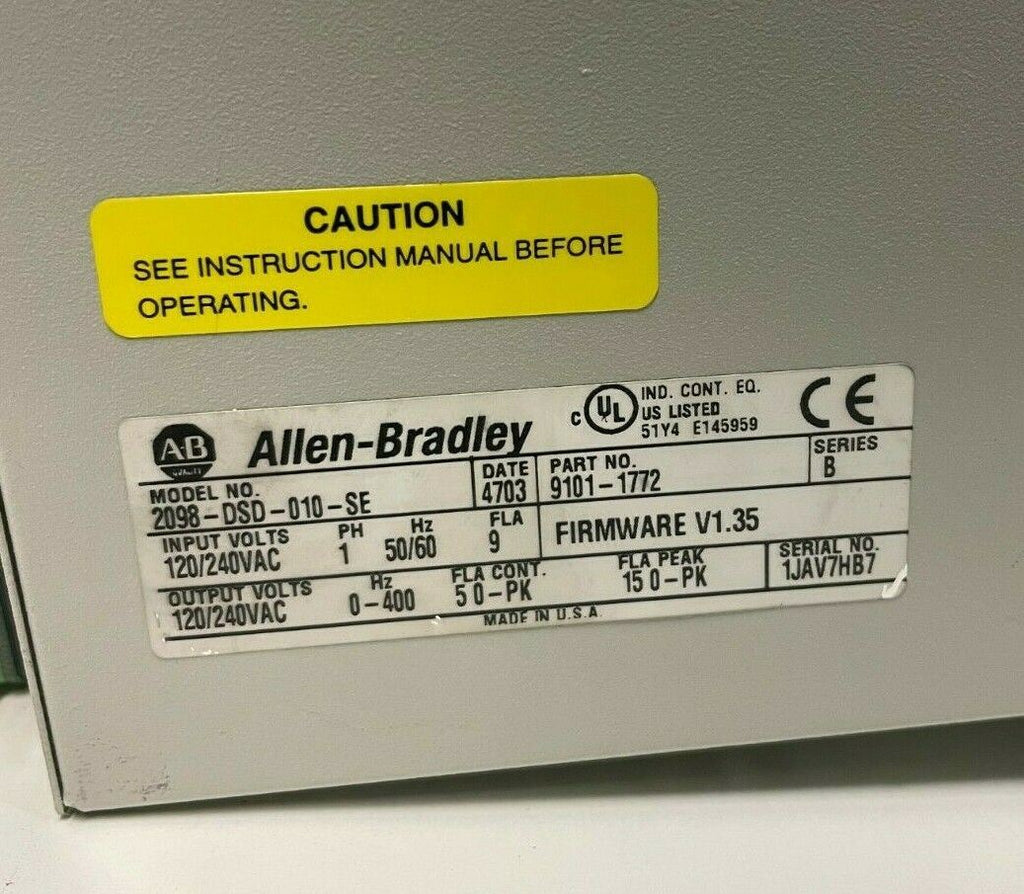 CAUTION
SEE INSTRUCTION MANUAL BEFORE
OPERATING.
AB
QUALITY
Allen-Bradley
c UL
IND. CONT. EQ.
US LISTED
51Y4 E145959
CE
MODEL NO.
2098-DSD-010-SE
DATE
4703
PART NO.
9101-1772
SERIES
B
INPUT VOLTS
120/240VAC
PH
1
Hz
50/60
FLA
9
FIRMWARE V1.35
OUTPUT VOLTS
120/240VAC
Hz
0-400
FLA CONT.
5 0-PK
FLA PEAK
15 0-PK
SERIAL NO.
1JAV7HB7
MADE IN U.S.A.